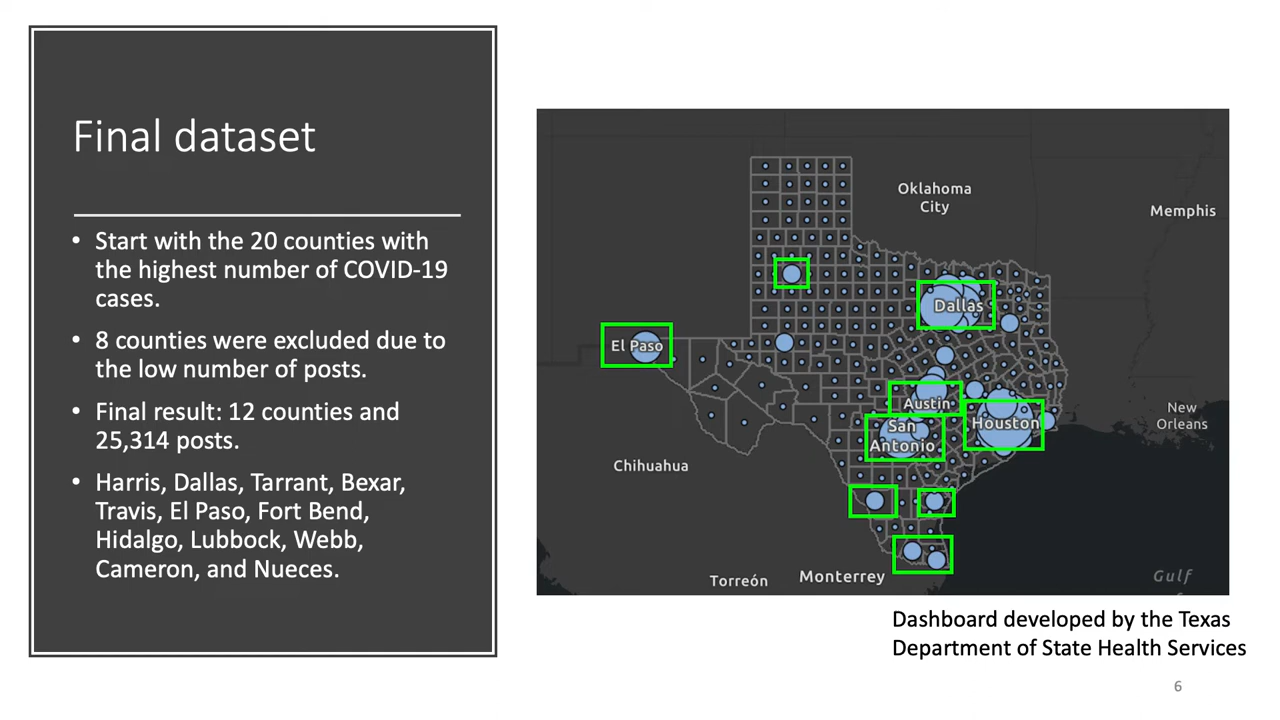 Final dataset
• Start with the 20 counties with
the highest number of COVID-19
cases.
• 8 counties were excluded due to
the low number of posts.
• Final result: 12 counties and
25,314 posts.
• Harris, Dallas, Tarrant, Bexar,
Travis, El Paso, Fort Bend,
Hidalgo, Lubbock, Webb,
Cameron, and Nueces.
Oklahoma
City
Memphis
Dallas
El Paso
Austin
New
Orleans
Houston
San
Antonio
Chihuahua
Torreón
Monterrey
Gulf
Dashboard developed by the Texas
Department of State Health Services
6